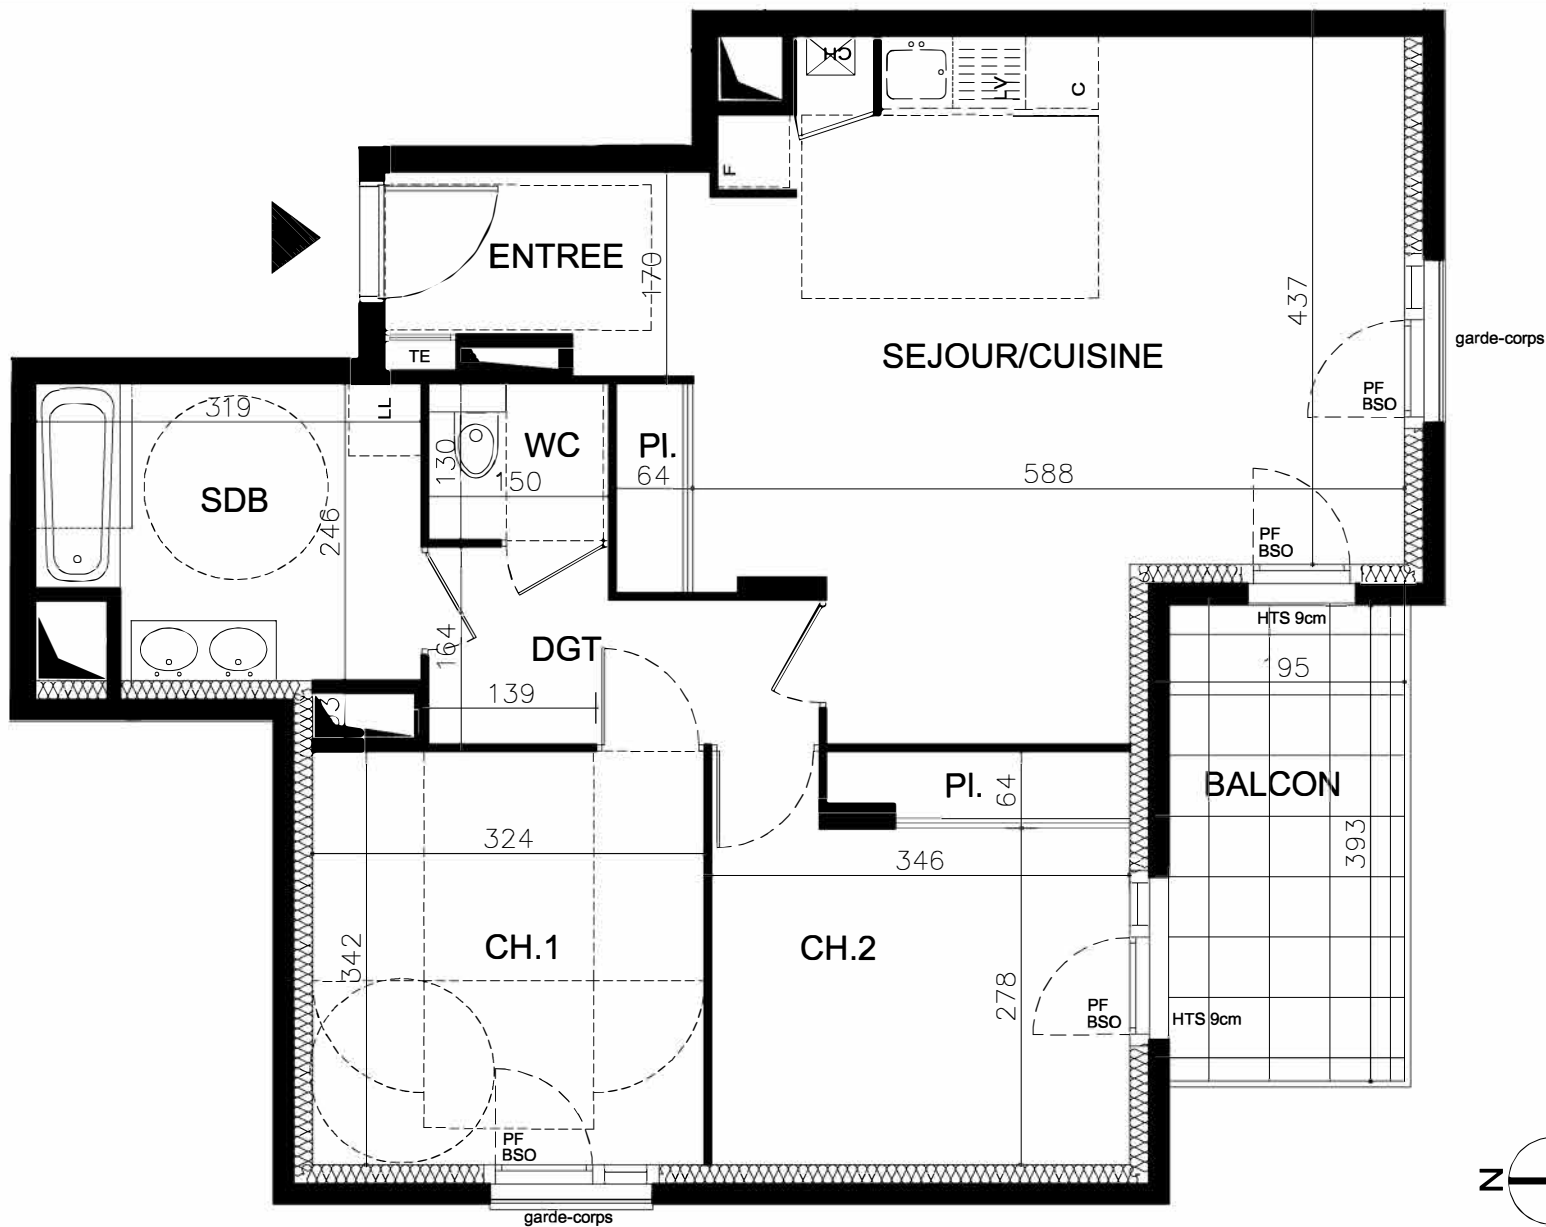 CH
LV
C
F
ENTREE
170
437
garde-corps
TE
SEJOUR/CUISINE
PF
BSO
319
LL
130
WC
150
Pl.
64
588
SDB
246
PF
BSO
HTS 9cm
164
DGT
195
139
Pl.
64
BALCON
324
346
393
342
CH.1
CH.2
278
PF
BSO
HTS 9cm
PF
BSO
garde-corps
N